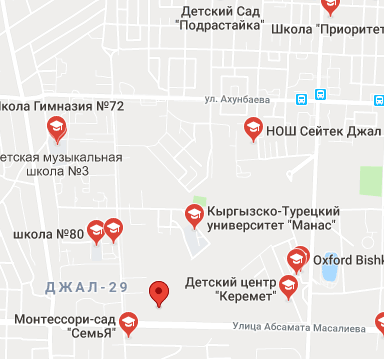 Детский Сад
"Подрастайка"
Школа "Приоритет
ул. Ахунбаева
кола Гимназия №72
НОШ Сейтек Джал
етская музыкальная
школа №3
Кыргызско-Турецкий
университет "Манас"
школа №80
Oxford Bishk
Детский центр
"Керемет"
ДЖАЛ-29
Монтессори-сад
"СемьЯ"
Улица Абсамата Масалиева